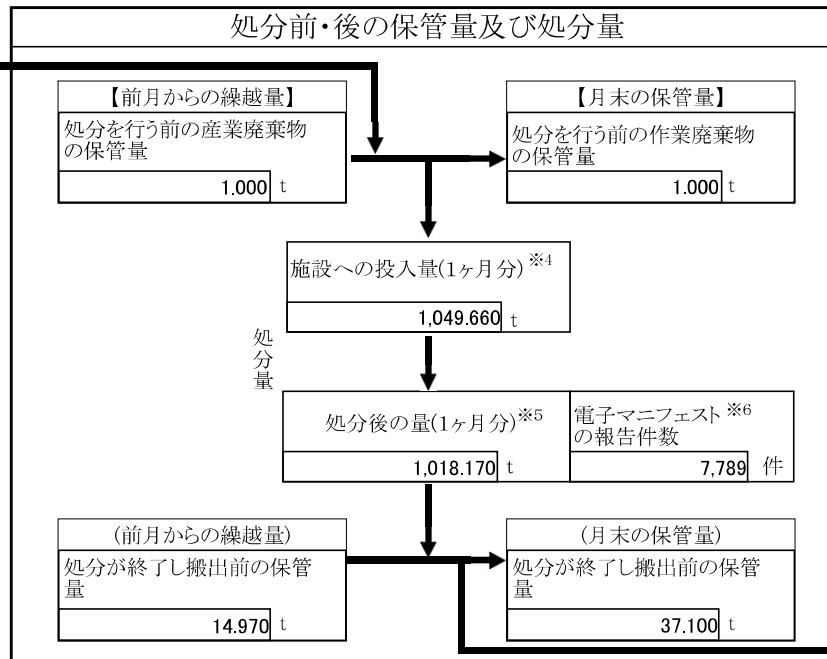 処分前・後の保管量及び処分量
【前月からの繰越量】
処分を行う前の産業廃棄物
の保管量
1.000 t
【月末の保管量】
処分を行う前の作業廃棄物
の保管量
1.000 t
施設への投入量(1ヶ月分)※4
1,049.660 t
処分量
処分後の量(1ヶ月分)※5
1,018.170 t
電子マニフェスト※6
の報告件数
7,789 件
(前月からの繰越量)
処分が終了し搬出前の保管
量
14.970 t
(月末の保管量)
処分が終了し搬出前の保管
量
37.100 t